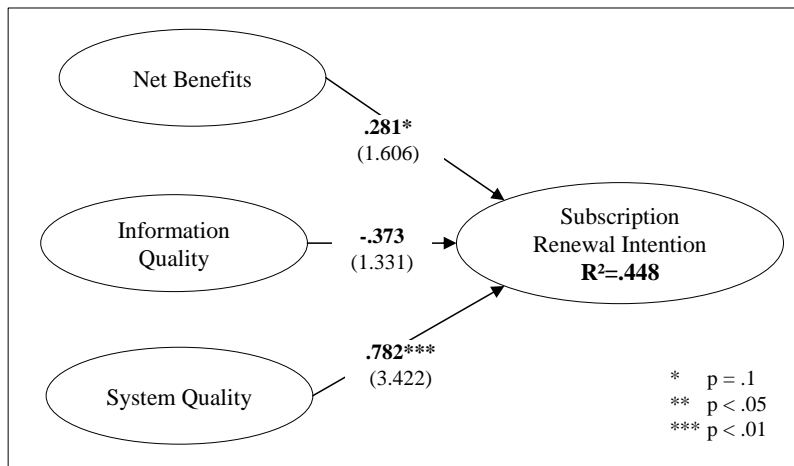 Net Benefits
.281*
(1.606)
Information
Quality
-.373
(1.331)
Subscription
Renewal Intention
R²=.448
System Quality
.782***
(3.422)
* p = .1
** p < .05
*** p < .01